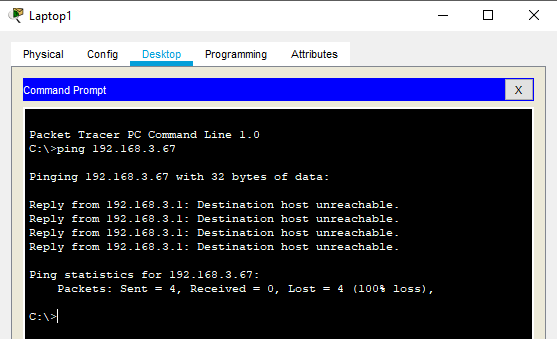 Laptop1
Physical Config Desktop Programming Attributes
Command Prompt X
Packet Tracer PC Command Line 1.0
C:\>ping 192.168.3.67
Pinging 192.168.3.67 with 32 bytes of data:
Reply from 192.168.3.1: Destination host unreachable.
Reply from 192.168.3.1: Destination host unreachable.
Reply from 192.168.3.1: Destination host unreachable.
Reply from 192.168.3.1: Destination host unreachable.
Ping statistics for 192.168.3.67:
Packets: Sent = 4, Received = 0, Lost = 4 (100% loss),
C:\>